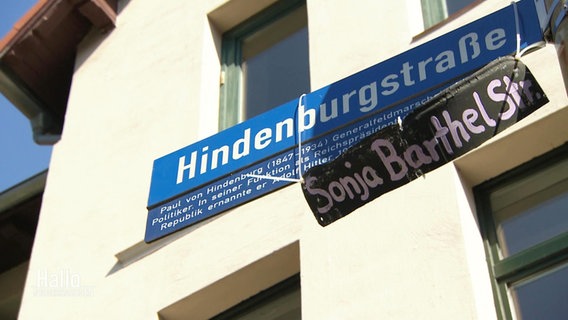 Hindenburgstraße
Paul von Hindenburg (1847-1934) Generalfeldmarschall
Politiker. In seiner Funktion als Reichspräsident
Republik ernannte er Adolf Hitler
Sonja Barthel Str.
Hallo